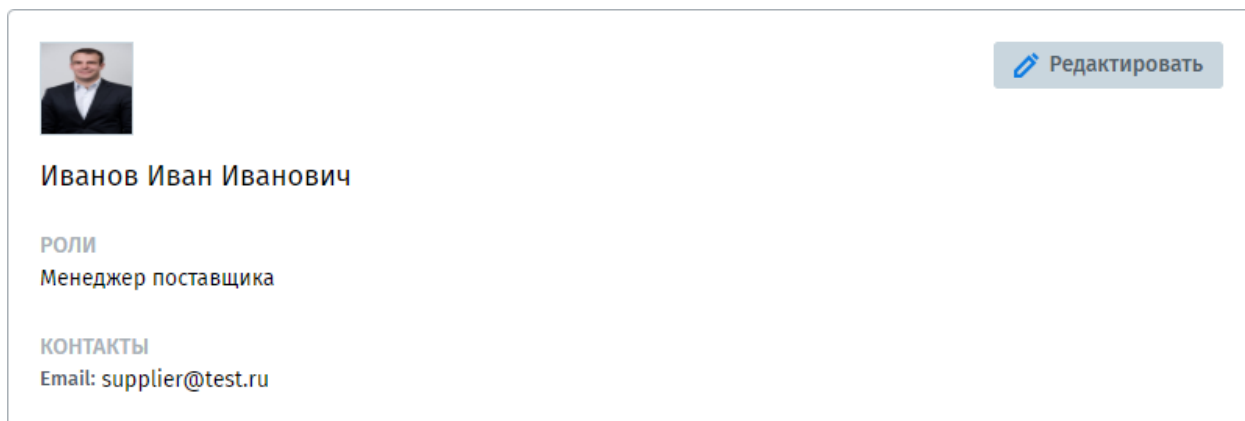 Редактировать
Иванов Иван Иванович
РОЛИ
Менеджер поставщика
КОНТАКТЫ
Email: supplier@test.ru